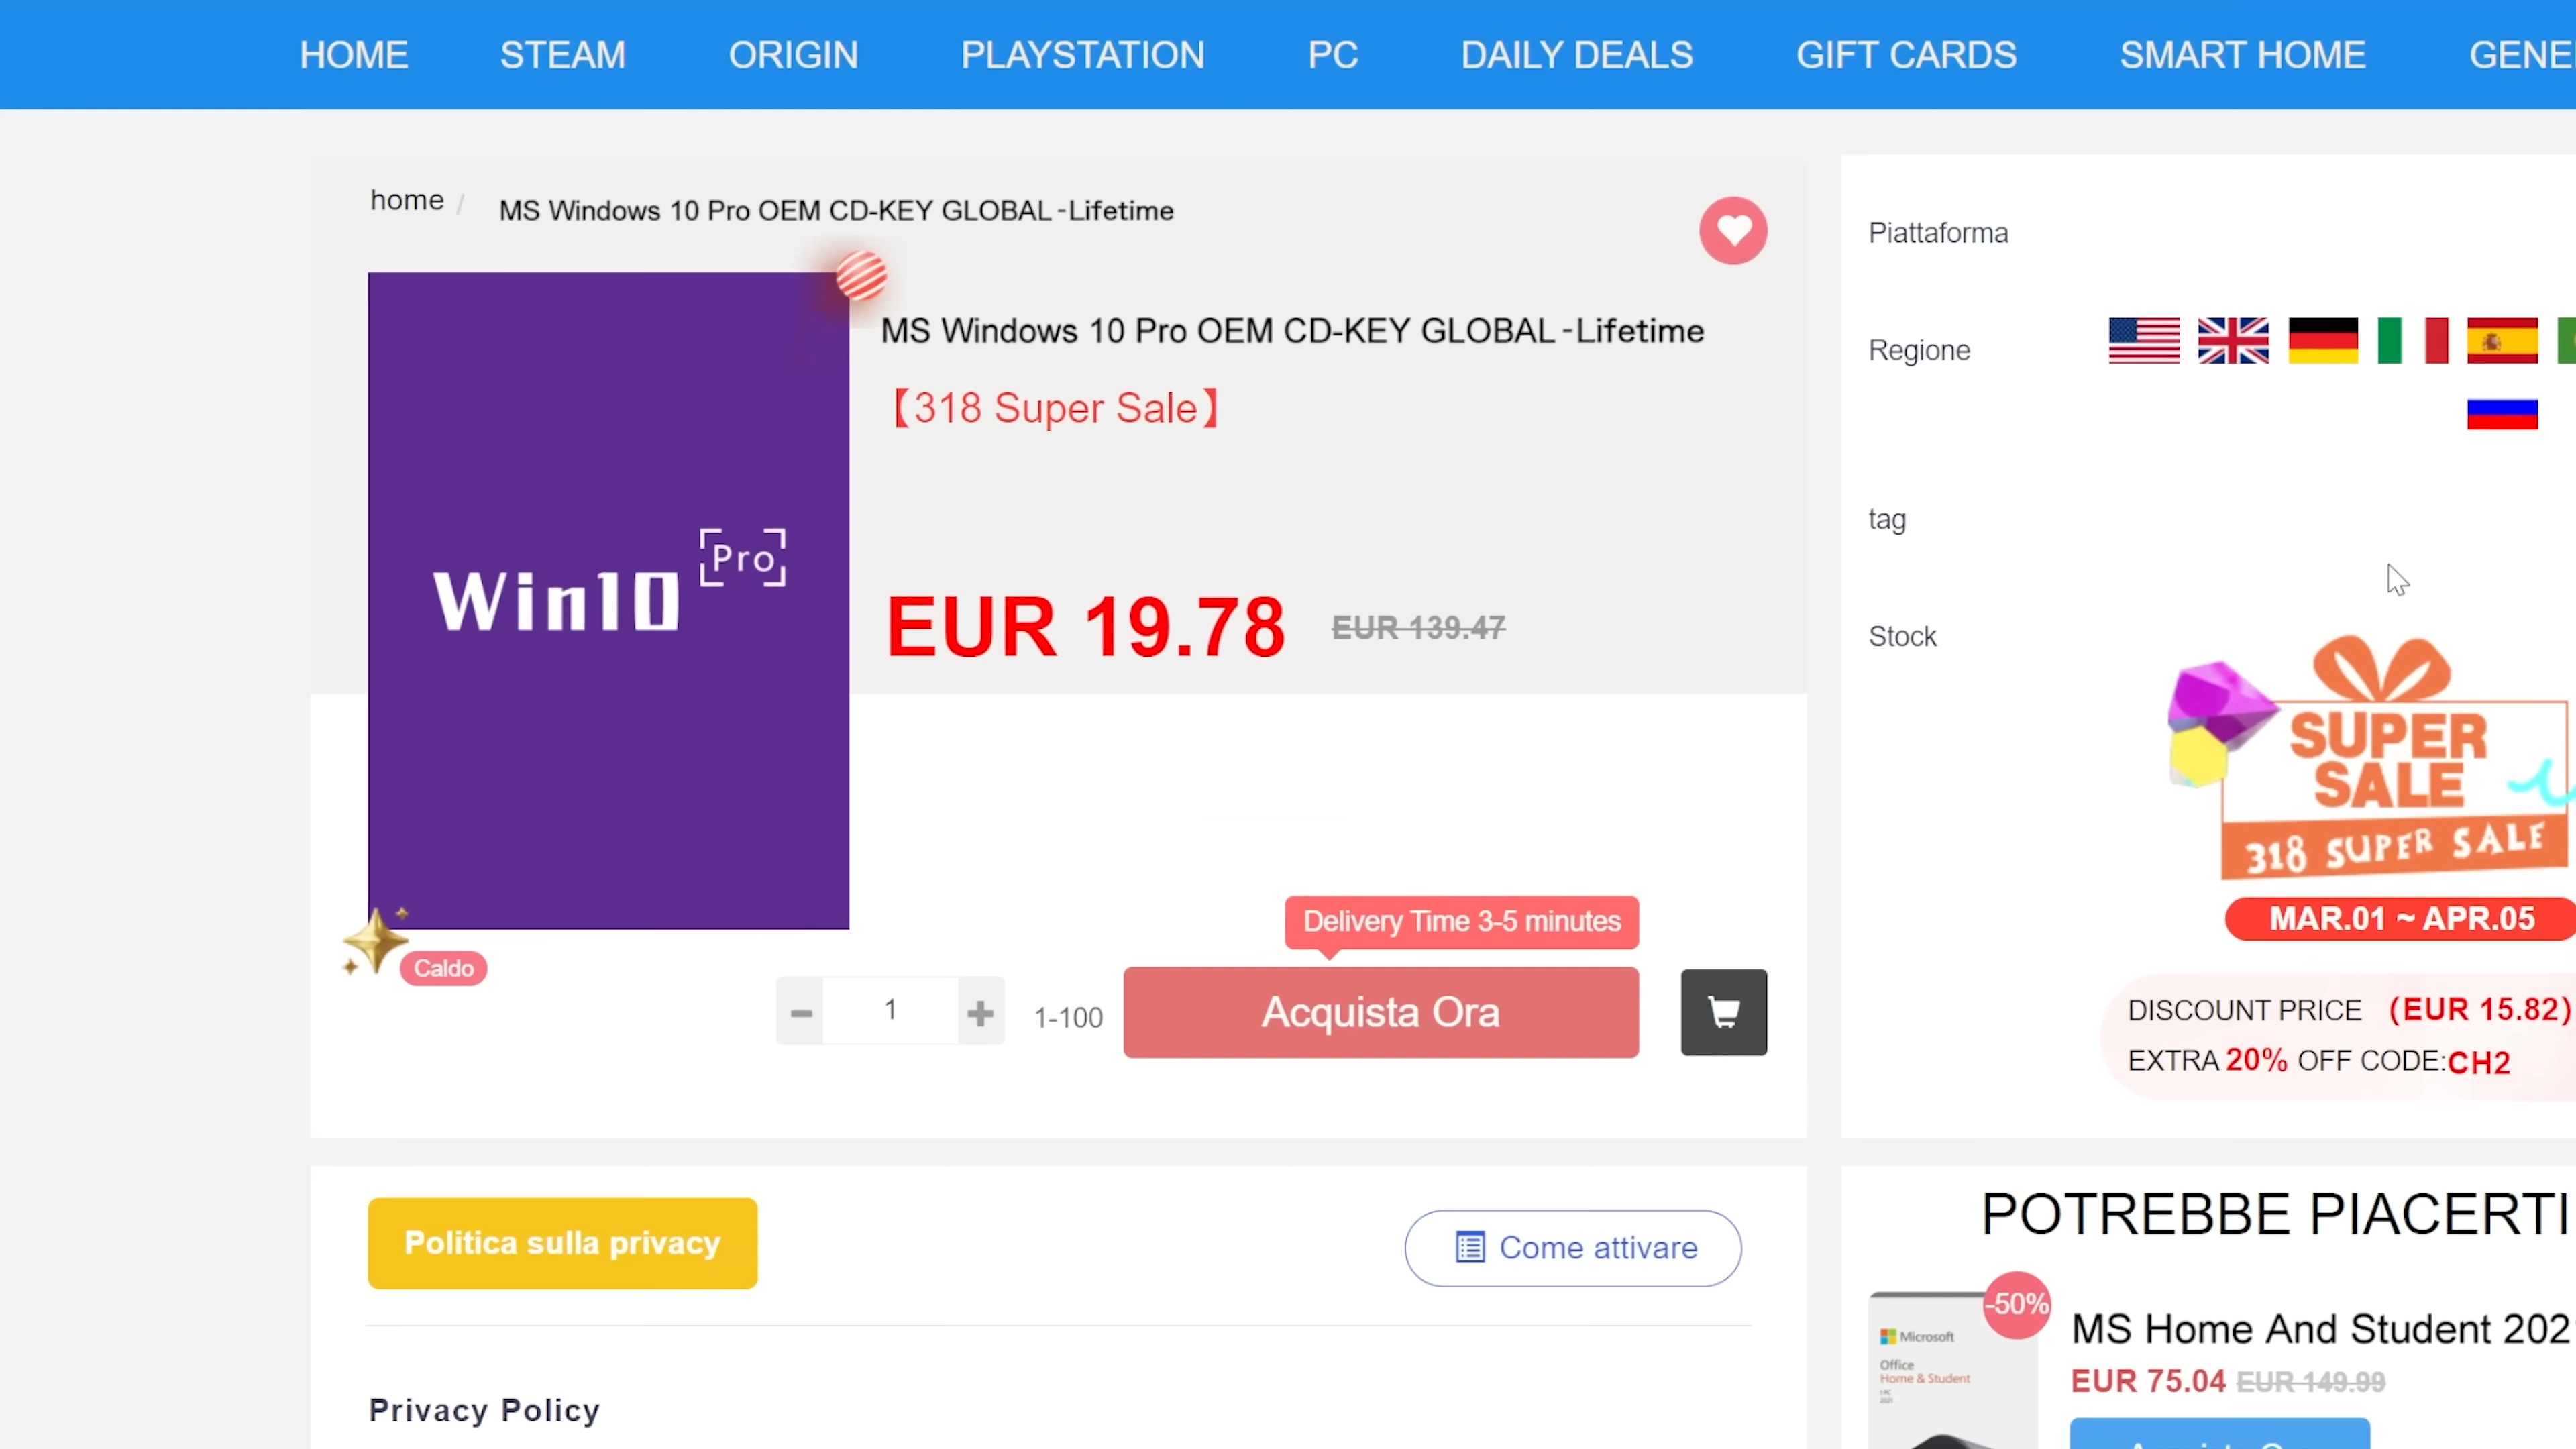 HOME STEAM ORIGIN PLAYSTATION PC DAILY DEALS GIFT CARDS SMART HOME
home / MS Windows 10 Pro OEM CD-KEY GLOBAL -Lifetime
MS Windows 10 Pro OEM CD-KEY GLOBAL -Lifetime
【318 Super Sale】
Win10 Pro
EUR 19.78 EUR 139.47
Delivery Time 3-5 minutes
Caldo
1
1-100
Acquista Ora
Piattaforma
Regione
tag
Stock
SUPER
SALE
318 SUPER SALE
MAR.01 ~ APR.05
DISCOUNT PRICE (EUR 15.82)
EXTRA 20% OFF CODE:CH2
Politica sulla privacy
Come attivare
Privacy Policy
POTREBBE PIACERTI
-50%
Microsoft
Office
Home & Student
MS Home And Student 202
EUR 75.04 EUR 149.99